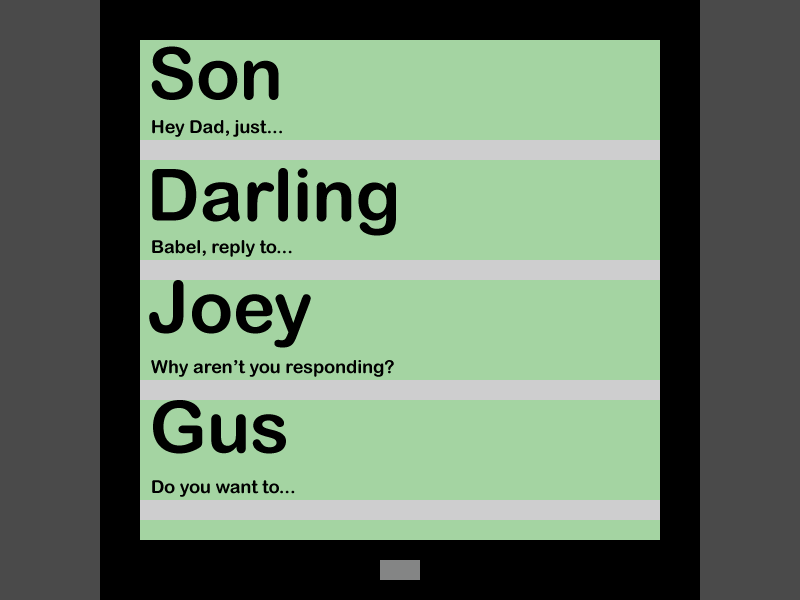 Son
Hey Dad, just...
Darling
Babel, reply to...
Joey
Why aren’t you responding?
Gus
Do you want to...